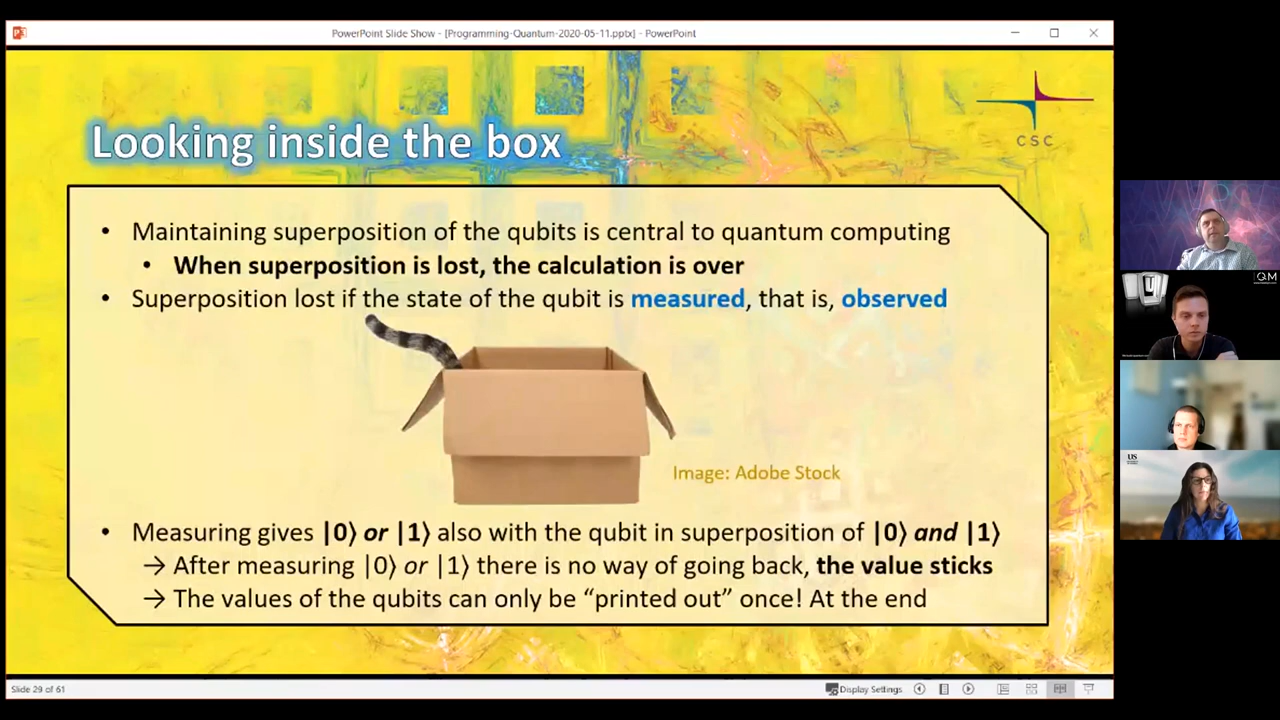 PowerPoint Slide Show - [Programming-Quantum-2020-05-11.pptx] - PowerPoint
CSC
Looking inside the box
• Maintaining superposition of the qubits is central to quantum computing
• When superposition is lost, the calculation is over
• Superposition lost if the state of the qubit is measured, that is, observed
Image: Adobe Stock
• Measuring gives |0⟩ or |1⟩ also with the qubit in superposition of |0⟩ and |1⟩
→ After measuring |0⟩ or |1⟩ there is no way of going back, the value sticks
→ The values of the qubits can only be “printed out” once! At the end
Slide 29 of 61
Display Settings
US